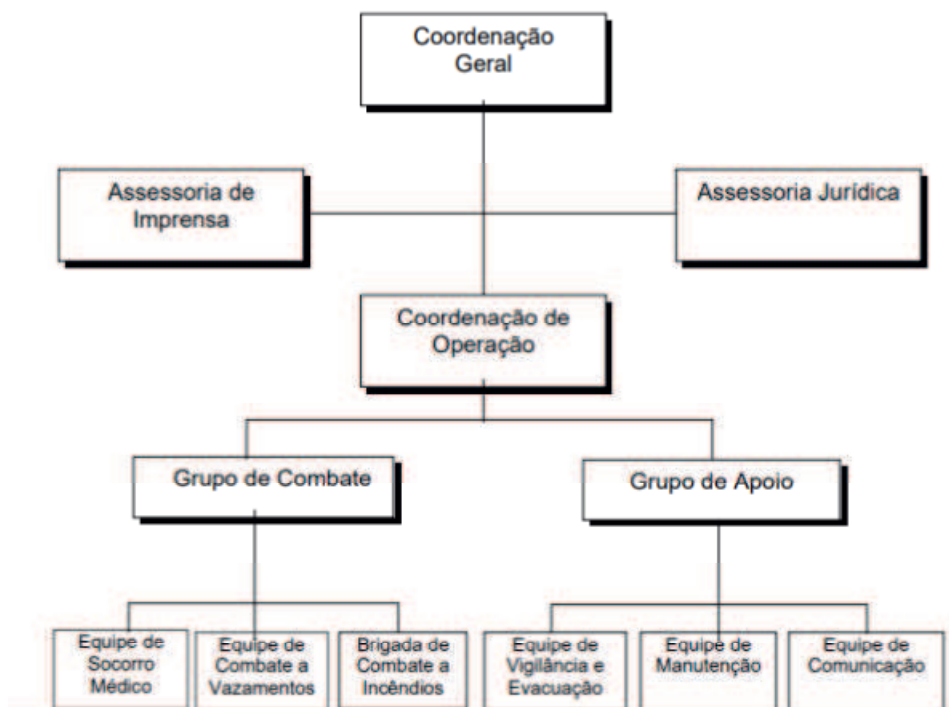 Coordenação
Geral
Assessoria de
Imprensa
Assessoria Jurídica
Coordenação de
Operação
Grupo de Combate
Grupo de Apoio
Equipe de
Socorro
Médico
Equipe de
Combate a
Vazamentos
Brigada de
Combate a
Incêndios
Equipe de
Vigilância e
Evacuação
Equipe de
Manutenção
Equipe de
Comunicação